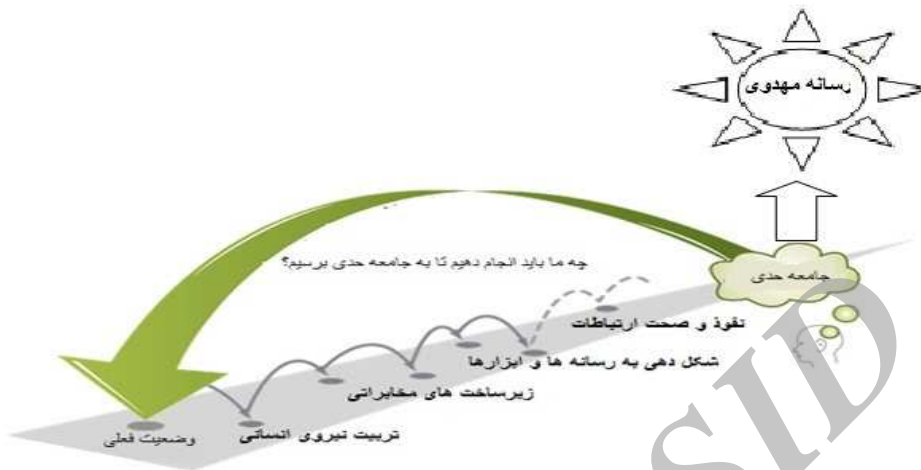 رسانه مهدوی
جامعه حدی
چه ما باید انجام دهیم تا به جامعه حدی برسیم؟
نفوذ و صحت ارتباطات
شکل دهی به رسانه ها و ابزارها
زیرساخت های مخابراتی
تربیت نیروی انسانی
وضعیت فعلی
SID